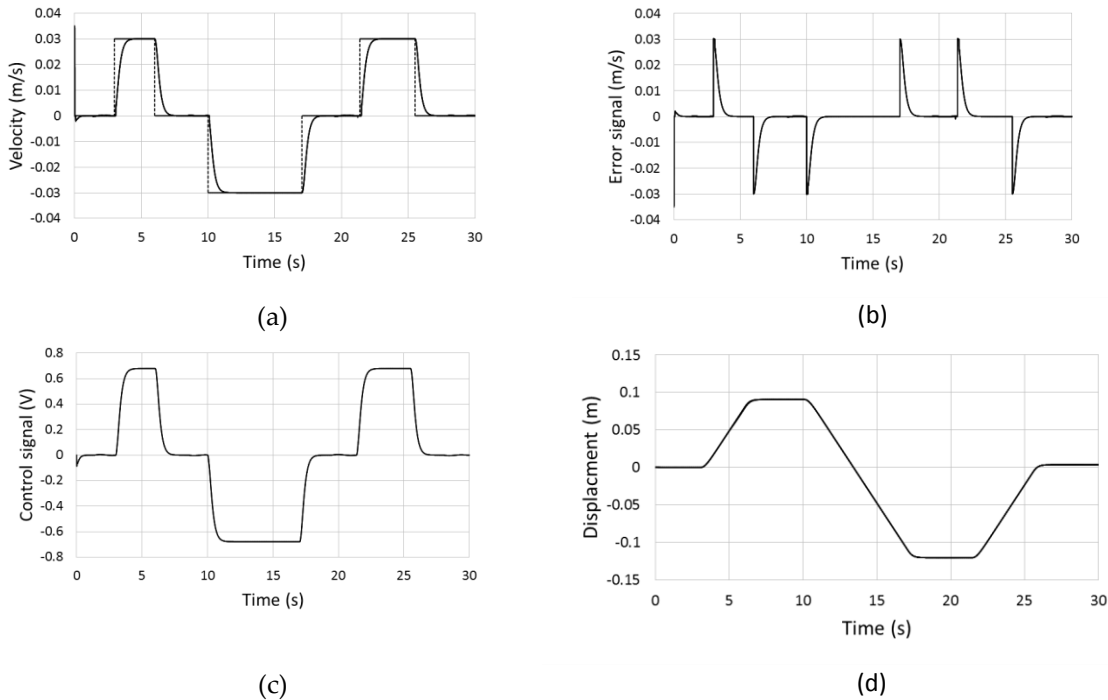 0.04
0.03
0.02
0.01
0
-0.01
-0.02
-0.03
-0.04
Velocity (m/s)
0 5 10 15 20 25 30
Time (s)
(a)
0.04
0.03
0.02
0.01
0
-0.01
-0.02
-0.03
-0.04
Error signal (m/s)
0 5 10 15 20 25 30
Time (s)
(b)
0.8
0.6
0.4
0.2
0
-0.2
-0.4
-0.6
-0.8
Control signal (V)
0 5 10 15 20 25 30
Time (s)
(c)
0.15
0.1
0.05
0
-0.05
-0.1
-0.15
Displacment (m)
0 5 10 15 20 25 30
Time (s)
(d)